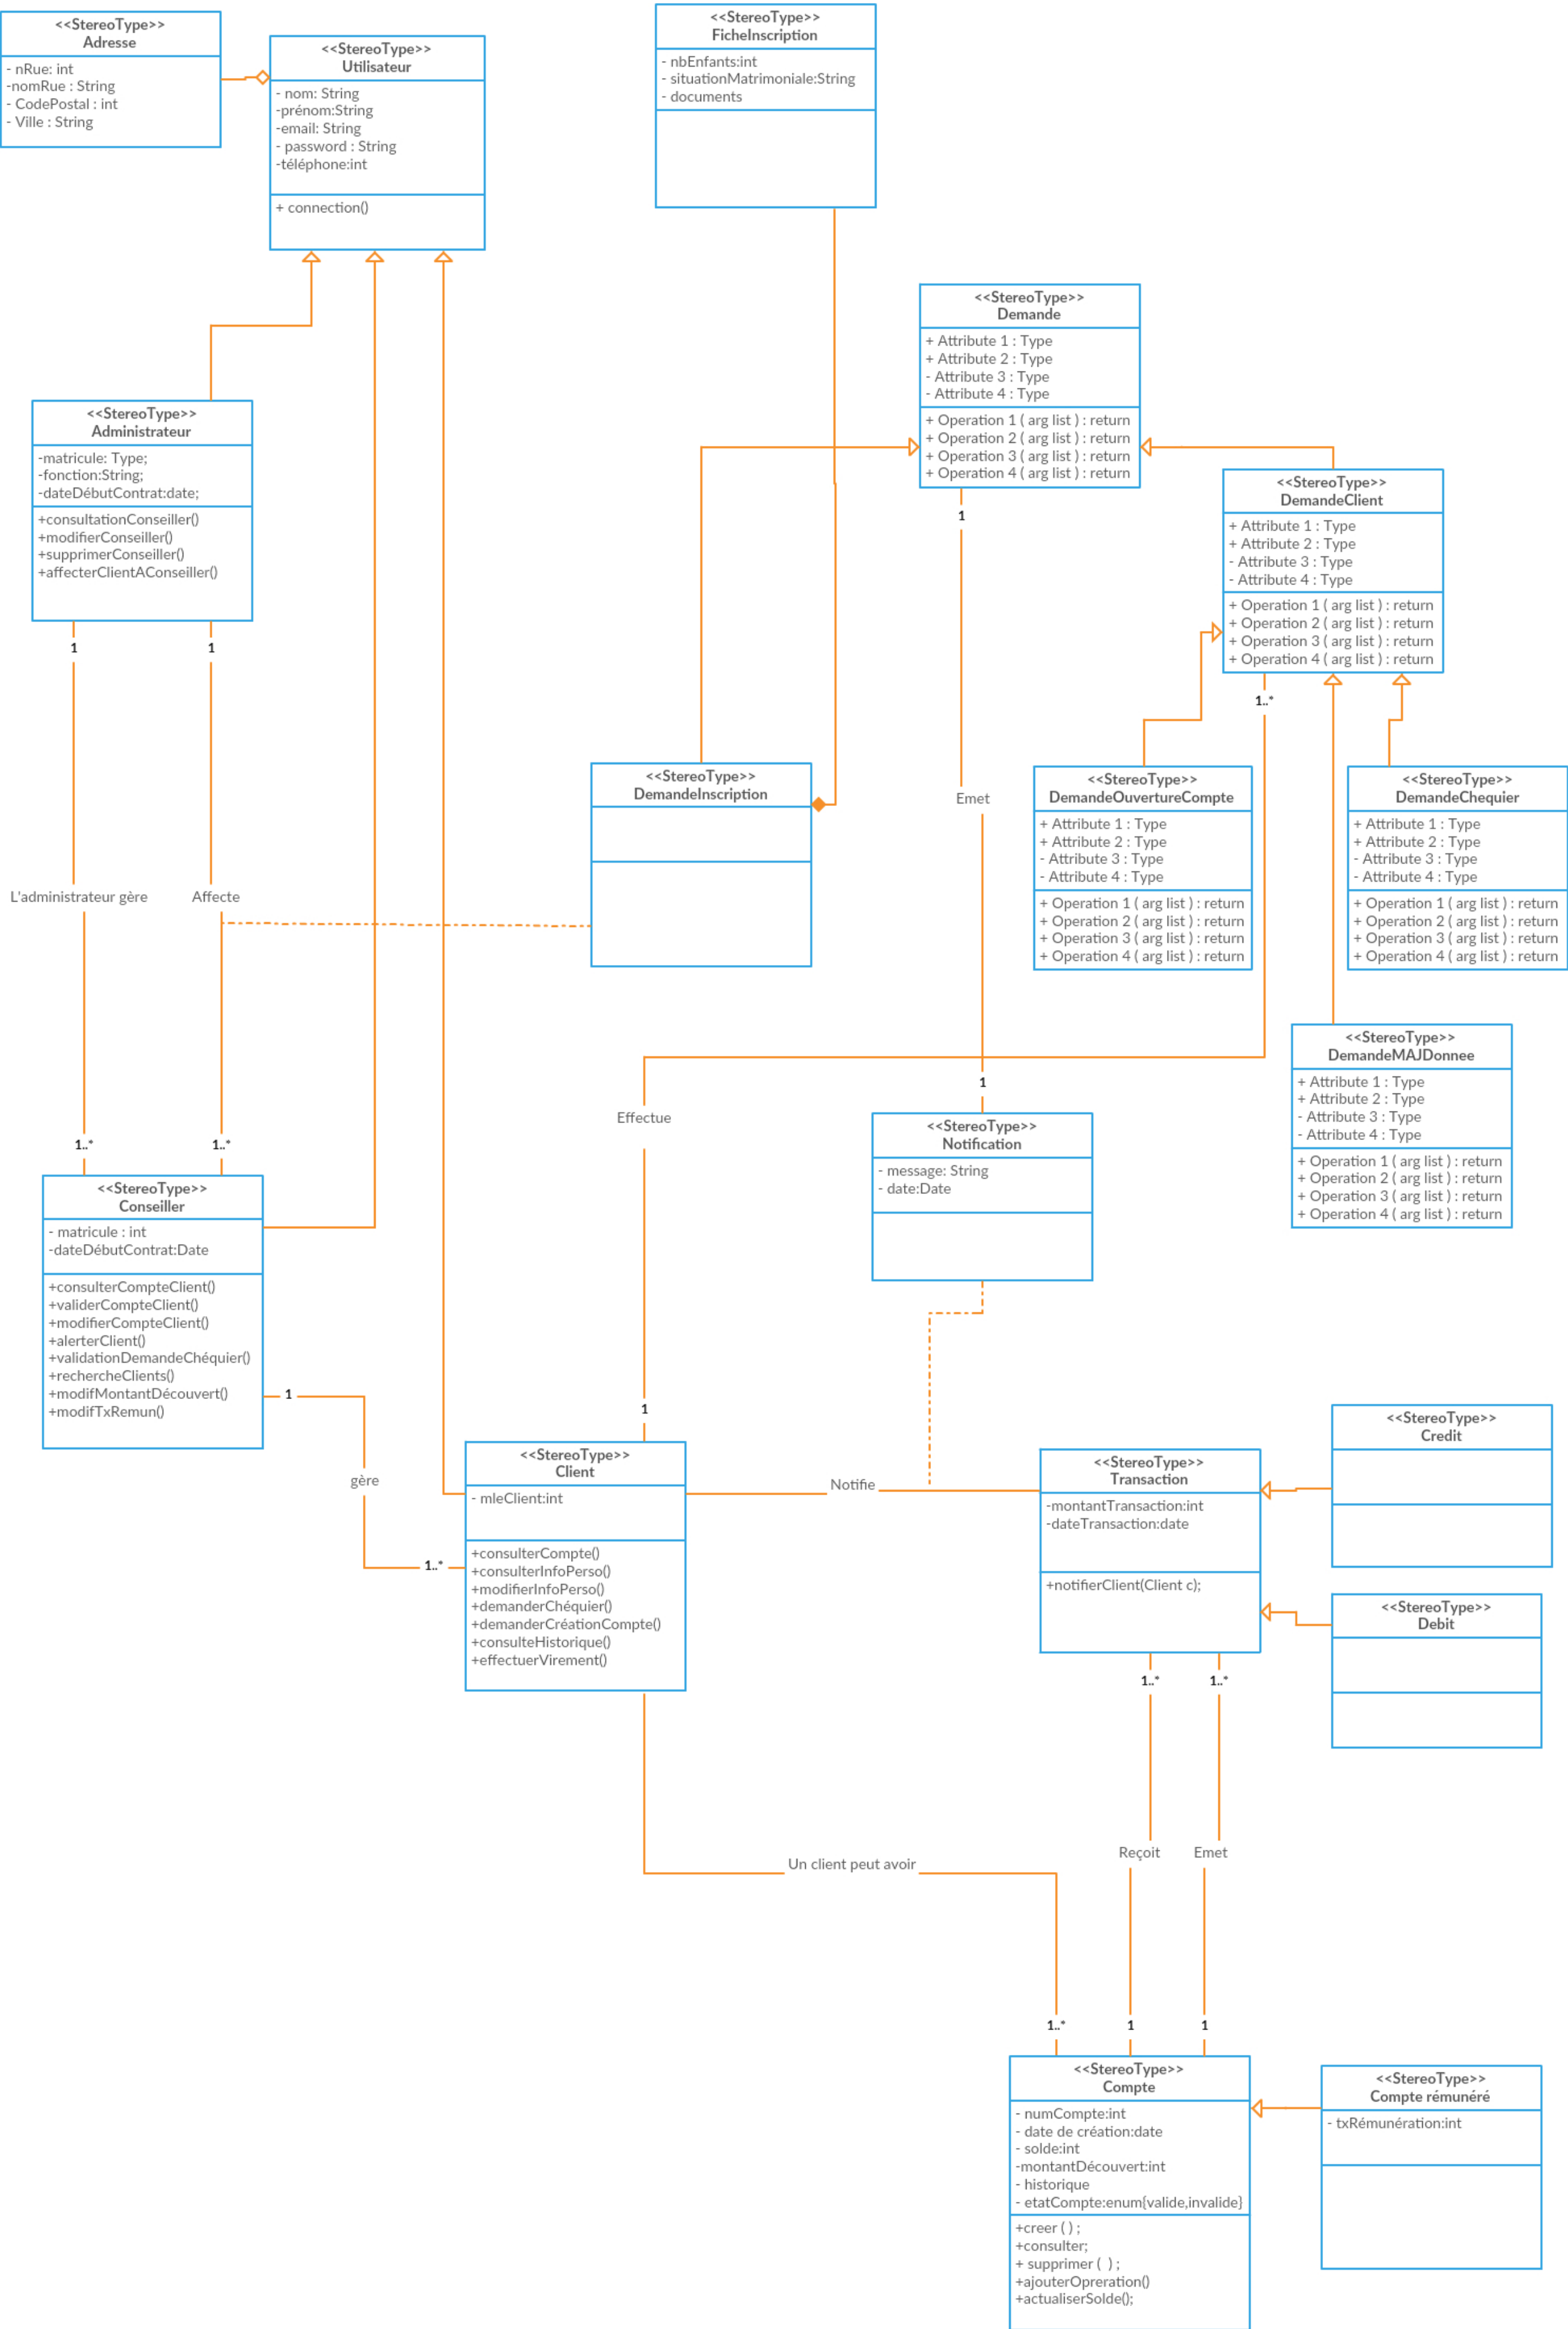 <<StereoType>>
Adresse
- nRue: int
-nomRue : String
- CodePostal : int
- Ville : String
<<StereoType>>
Utilisateur
- nom: String
-prénom:String
-email: String
- password : String
-téléphone:int
+ connection()
<<StereoType>>
FicheInscription
- nbEnfants:int
- situationMatrimoniale:String
- documents
<<StereoType>>
Demande
+ Attribute 1 : Type
+ Attribute 2 : Type
- Attribute 3 : Type
- Attribute 4 : Type
+ Operation 1 ( arg list ) : return
+ Operation 2 ( arg list ) : return
+ Operation 3 ( arg list ) : return
+ Operation 4 ( arg list ) : return
1
<<StereoType>>
Administrateur
-matricule: Type;
-fonction:String;
-dateDébutContrat:date;
+consultationConseiller()
+modifierConseiller()
+supprimerConseiller()
+affecterClientAConseiller()
1
1
<<StereoType>>
DemandeClient
+ Attribute 1 : Type
+ Attribute 2 : Type
- Attribute 3 : Type
- Attribute 4 : Type
+ Operation 1 ( arg list ) : return
+ Operation 2 ( arg list ) : return
+ Operation 3 ( arg list ) : return
+ Operation 4 ( arg list ) : return
1..*
<<StereoType>>
DemandeInscription
Emet
<<StereoType>>
DemandeOuvertureCompte
+ Attribute 1 : Type
+ Attribute 2 : Type
- Attribute 3 : Type
- Attribute 4 : Type
+ Operation 1 ( arg list ) : return
+ Operation 2 ( arg list ) : return
+ Operation 3 ( arg list ) : return
+ Operation 4 ( arg list ) : return
<<StereoType>>
DemandeChequier
+ Attribute 1 : Type
+ Attribute 2 : Type
- Attribute 3 : Type
- Attribute 4 : Type
+ Operation 1 ( arg list ) : return
+ Operation 2 ( arg list ) : return
+ Operation 3 ( arg list ) : return
+ Operation 4 ( arg list ) : return
L'administrateur gère
Affecte
<<StereoType>>
DemandeMAJDonnee
+ Attribute 1 : Type
+ Attribute 2 : Type
- Attribute 3 : Type
- Attribute 4 : Type
+ Operation 1 ( arg list ) : return
+ Operation 2 ( arg list ) : return
+ Operation 3 ( arg list ) : return
+ Operation 4 ( arg list ) : return
1
Effectue
<<StereoType>>
Notification
- message: String
- date:Date
1..*
1..*
<<StereoType>>
Conseiller
- matricule : int
-dateDébutContrat:Date
+consulterCompteClient()
+validerCompteClient()
+modifierCompteClient()
+alerterClient()
+validationDemandeChéquier()
+rechercheClients()
+modifMontantDécouvert()
+modifTxRemun()
1
gère
1..*
1
<<StereoType>>
Client
- mleClient:int
+consulterCompte()
+consulterInfoPerso()
+modifierInfoPerso()
+demanderChéquier()
+demanderCréationCompte()
+consulteHistorique()
+effectuerVirement()
Notifie
<<StereoType>>
Transaction
-montantTransaction:int
-dateTransaction:date
+notifierClient(Client c);
<<StereoType>>
Credit
<<StereoType>>
Debit
1..*
1..*
Un client peut avoir
Reçoit
Emet
1..*
1
1
<<StereoType>>
Compte
- numCompte:int
- date de création:date
- solde:int
-montantDécouvert:int
- historique
- etatCompte:enum{valide,invalide}
+creer ( ) ;
+consulter;
+ supprimer (  ) ;
+ajouterOpreration()
+actualiserSolde();
<<StereoType>>
Compte rémunéré
- txRémunération:int